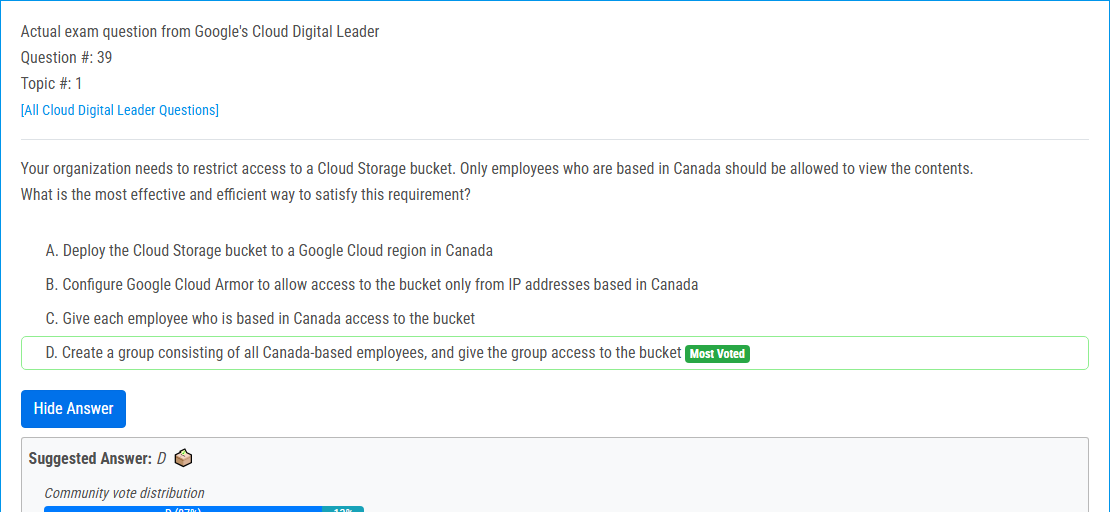 Actual exam question from Google's Cloud Digital Leader
Question #: 39
Topic #: 1
[All Cloud Digital Leader Questions]
Your organization needs to restrict access to a Cloud Storage bucket. Only employees who are based in Canada should be allowed to view the contents.
What is the most effective and efficient way to satisfy this requirement?
A. Deploy the Cloud Storage bucket to a Google Cloud region in Canada
B. Configure Google Cloud Armor to allow access to the bucket only from IP addresses based in Canada
C. Give each employee who is based in Canada access to the bucket
D. Create a group consisting of all Canada-based employees, and give the group access to the bucket Most Voted
Hide Answer
Suggested Answer: D
Community vote distribution